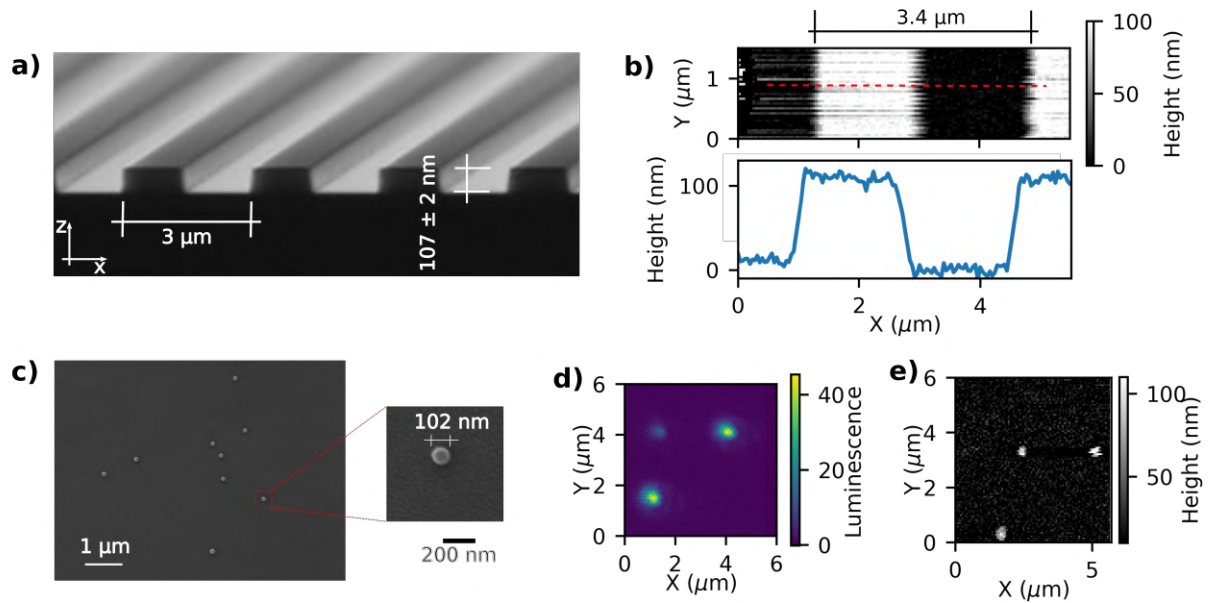 a)
3 μm
107 ± 2 nm
z
x
b)
3.4 μm
Y (μm)
1
0
100
50
0
Height (nm)
Height (nm)
100
0
0
2
4
X (μm)
c)
1 μm
102 nm
200 nm
d)
6
4
2
0
Y (μm)
0
2
4
6
X (μm)
40
20
0
Luminescence
e)
6
4
2
0
Y (μm)
0
5
X (μm)
100
50
Height (nm)